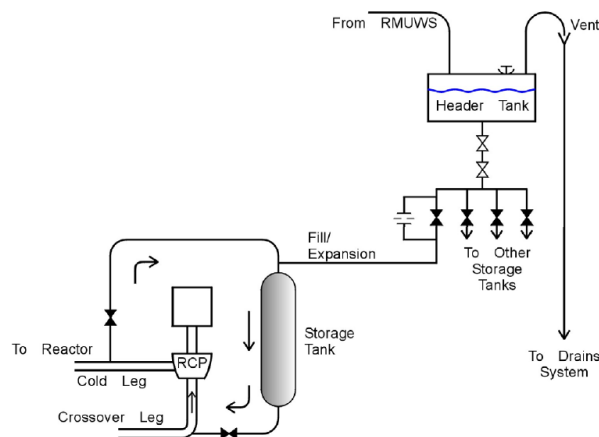 From RMUWS
Vent
Header Tank
Fill/
Expansion
To Other
Storage
Tanks
Storage
Tank
To Reactor
RCP
Cold Leg
To Drains
System
Crossover Leg